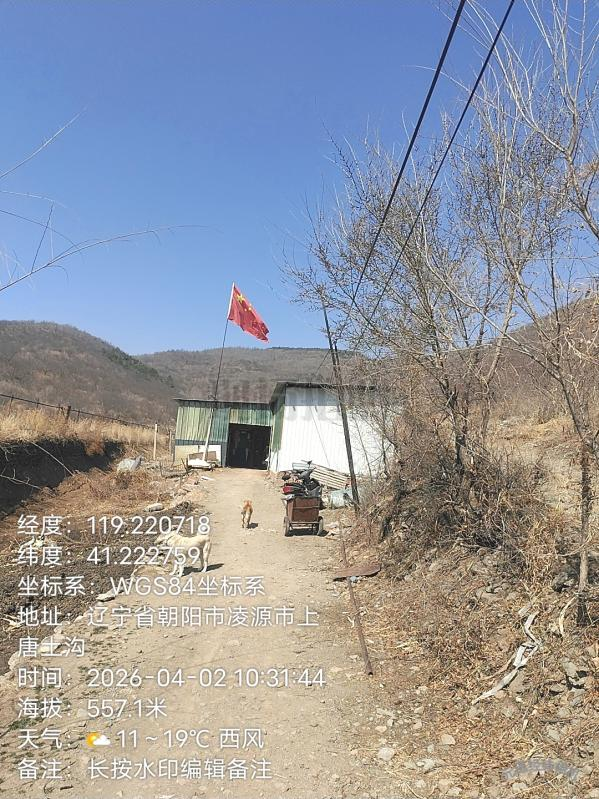 经度：119.220718
纬度：41.222759
坐标系：WGS84坐标系
地址：辽宁省朝阳市凌源市上
唐土沟
时间：2026-04-02 10:31:44
海拔：557.1米
天气：11～19℃ 西风
备注：长按水印编辑备注